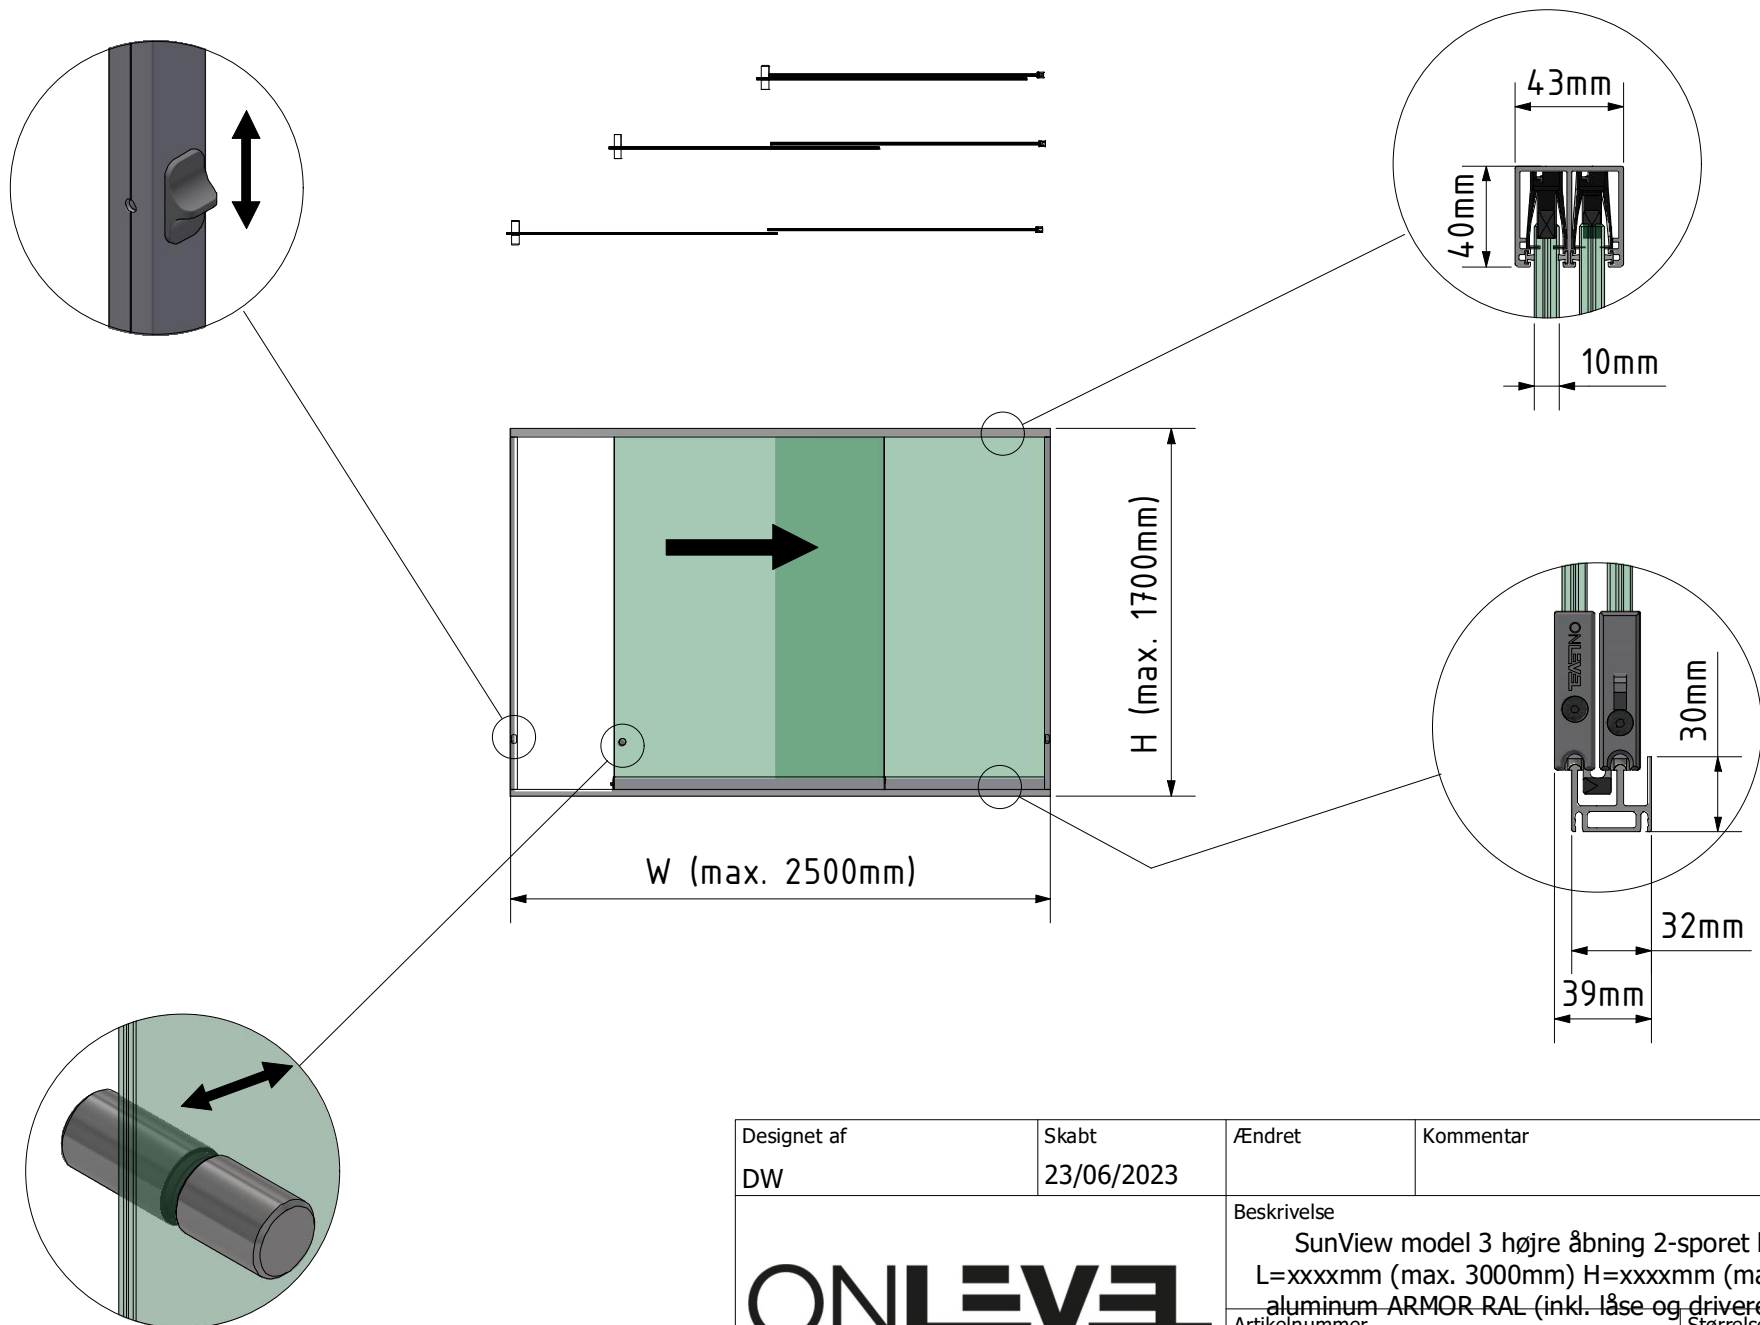 43mm
40mm
10mm
H (max. 1700mm)
W (max. 2500mm)
ONLEVEL
30mm
32mm
39mm
Designet af
DW
Skabt
23/06/2023
Ændret
Kommentar
ONLEVEL
Beskrivelse
SunView model 3 højre åbning 2-sporet
L=xxxxmm (max. 3000mm) H=xxxxmm
aluminum ARMOR RAL (inkl. låse og drivere
Artikelnummer